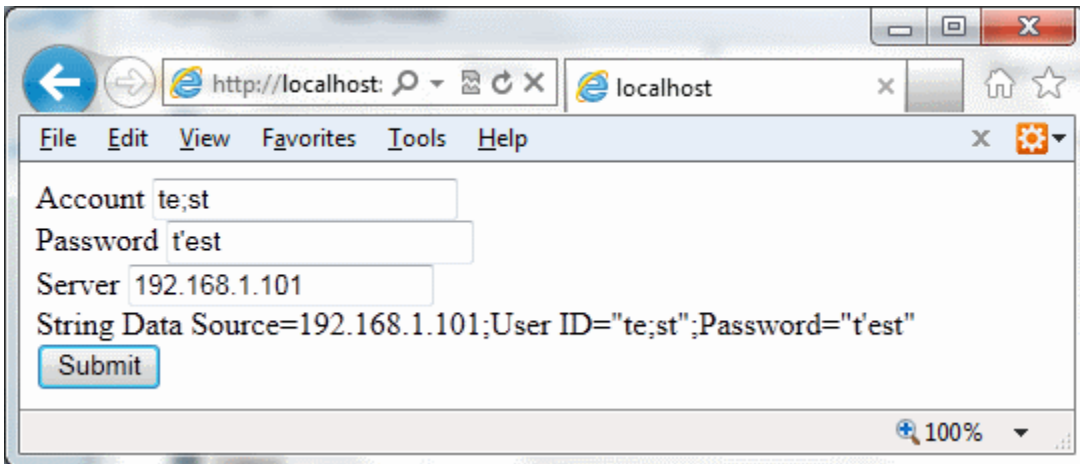 http://localhost:
localhost
File Edit View Favorites Tools Help
Account te;st
Password t'est
Server 192.168.1.101
String Data Source=192.168.1.101;User ID="te;st";Password="t'est"
Submit
100%